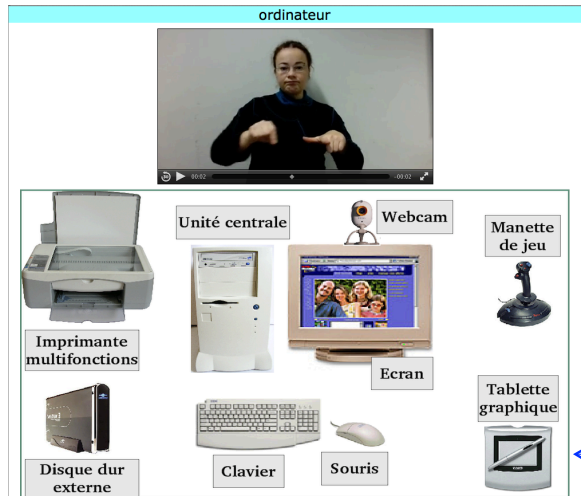 ordinateur
00:02
-00:02
Unité centrale
Webcam
Manette
de jeu
Imprimante
multifonctions
Ecran
Tablette
graphique
Disque dur
externe
Clavier
Souris